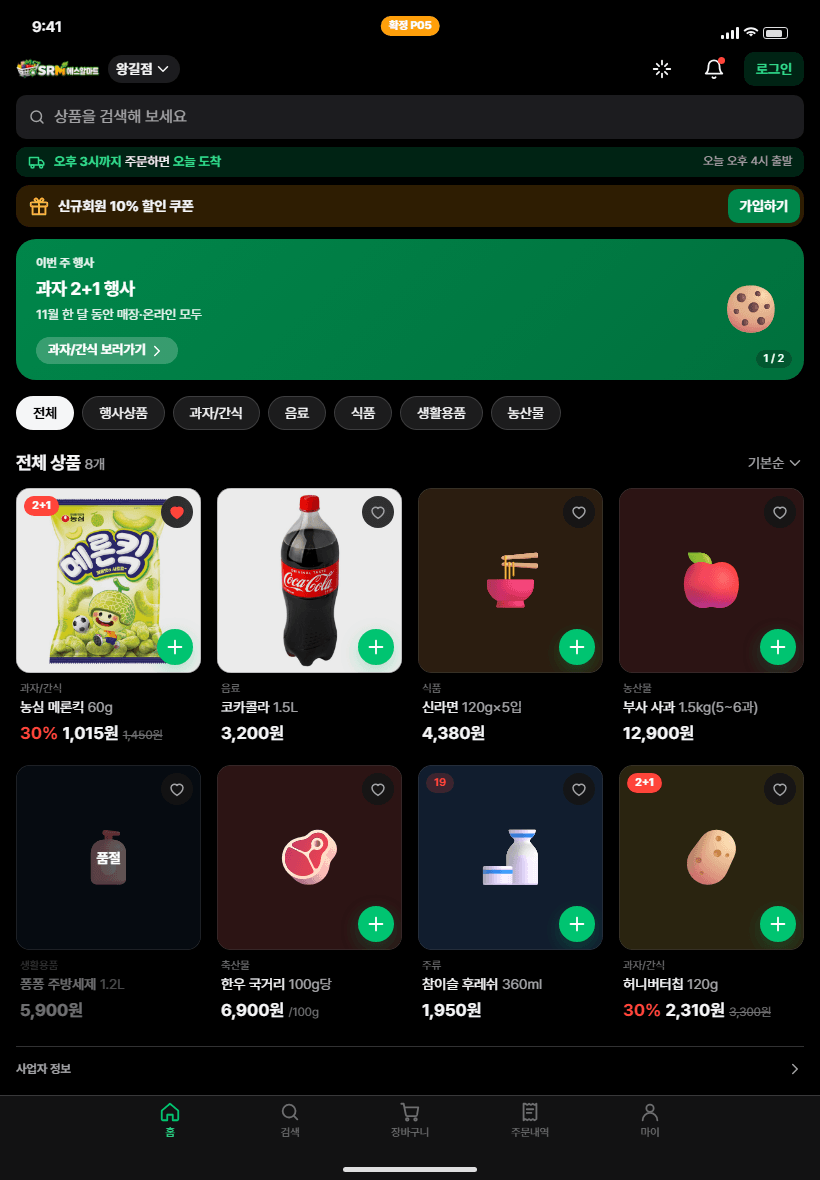 9:41
확정 P05
SRM 에스알마트
왕길점
로그인
상품을 검색해 보세요
오후 3시까지 주문하면 오늘 도착
오늘 오후 4시 출발
신규회원 10% 할인 쿠폰
가입하기
이번 주 행사
과자 2+1 행사
11월 한 달 동안 매장·온라인 모두
과자/간식 보러가기
1 / 2
전체
행사상품
과자/간식
음료
식품
생활용품
농산물
전체 상품 8개
기본순
2+1
농심
메론킥
ORIGINAL TASTE
Coca-Cola
과자/간식
농심 메론킥 60g
30% 1,015원 1,450원
음료
코카콜라 1.5L
3,200원
식품
신라면 120g×5입
4,380원
농산물
부사 사과 1.5kg(5~6과)
12,900원
품절
19
2+1
생활용품
퐁퐁 주방세제 1.2L
5,900원
축산물
한우 국거리 100g당
6,900원 /100g
주류
참이슬 후레쉬 360ml
1,950원
과자/간식
허니버터칩 120g
30% 2,310원 3,300원
사업자 정보
홈
검색
장바구니
주문내역
마이